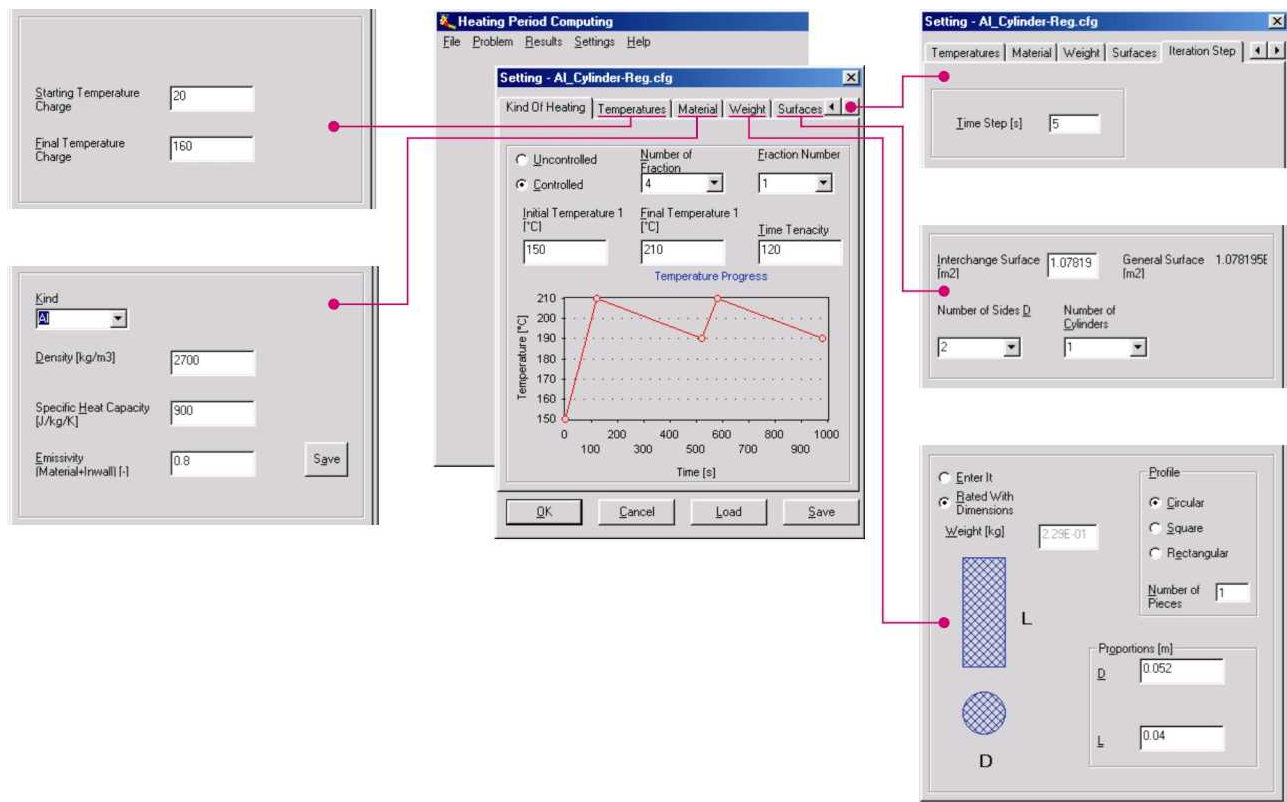 Starting Temperature
Charge
20
Final Temperature
Charge
160
Kind
Al
Density [kg/m3]
2700
Specific Heat Capacity
[J/kg/K]
900
Emissivity
(Material+Inwall) [-]
0.8
Save
Heating Period Computing
File Problem Results Settings Help
Setting - Al_Cylinder-Reg.cfg
Kind Of Heating Temperatures Material Weight Surfaces
Uncontrolled
Controlled
Number of
Fraction
4
Fraction Number
1
Initial Temperature 1
[°C]
150
Final Temperature 1
[°C]
210
Time Tenacity
120
Temperature Progress
Temperature [°C]
210
200
190
180
170
160
150
0 200 400 600 800 1000
100 300 500 700 900
Time [s]
OK Cancel Load Save
Setting - Al_Cylinder-Reg.cfg
Temperatures Material Weight Surfaces Iteration Step
Time Step [s]
5
Interchange Surface
[m2]
1.07819
General Surface
[m2]
1.078195E
Number of Sides D
2
Number of
Cylinders
1
Enter It
Rated With
Dimensions
Weight [kg]
2.29E-01
Profile
Circular
Square
Rectangular
Number of
Pieces
1
L
D
Proportions [m]
D
0.052
L
0.04